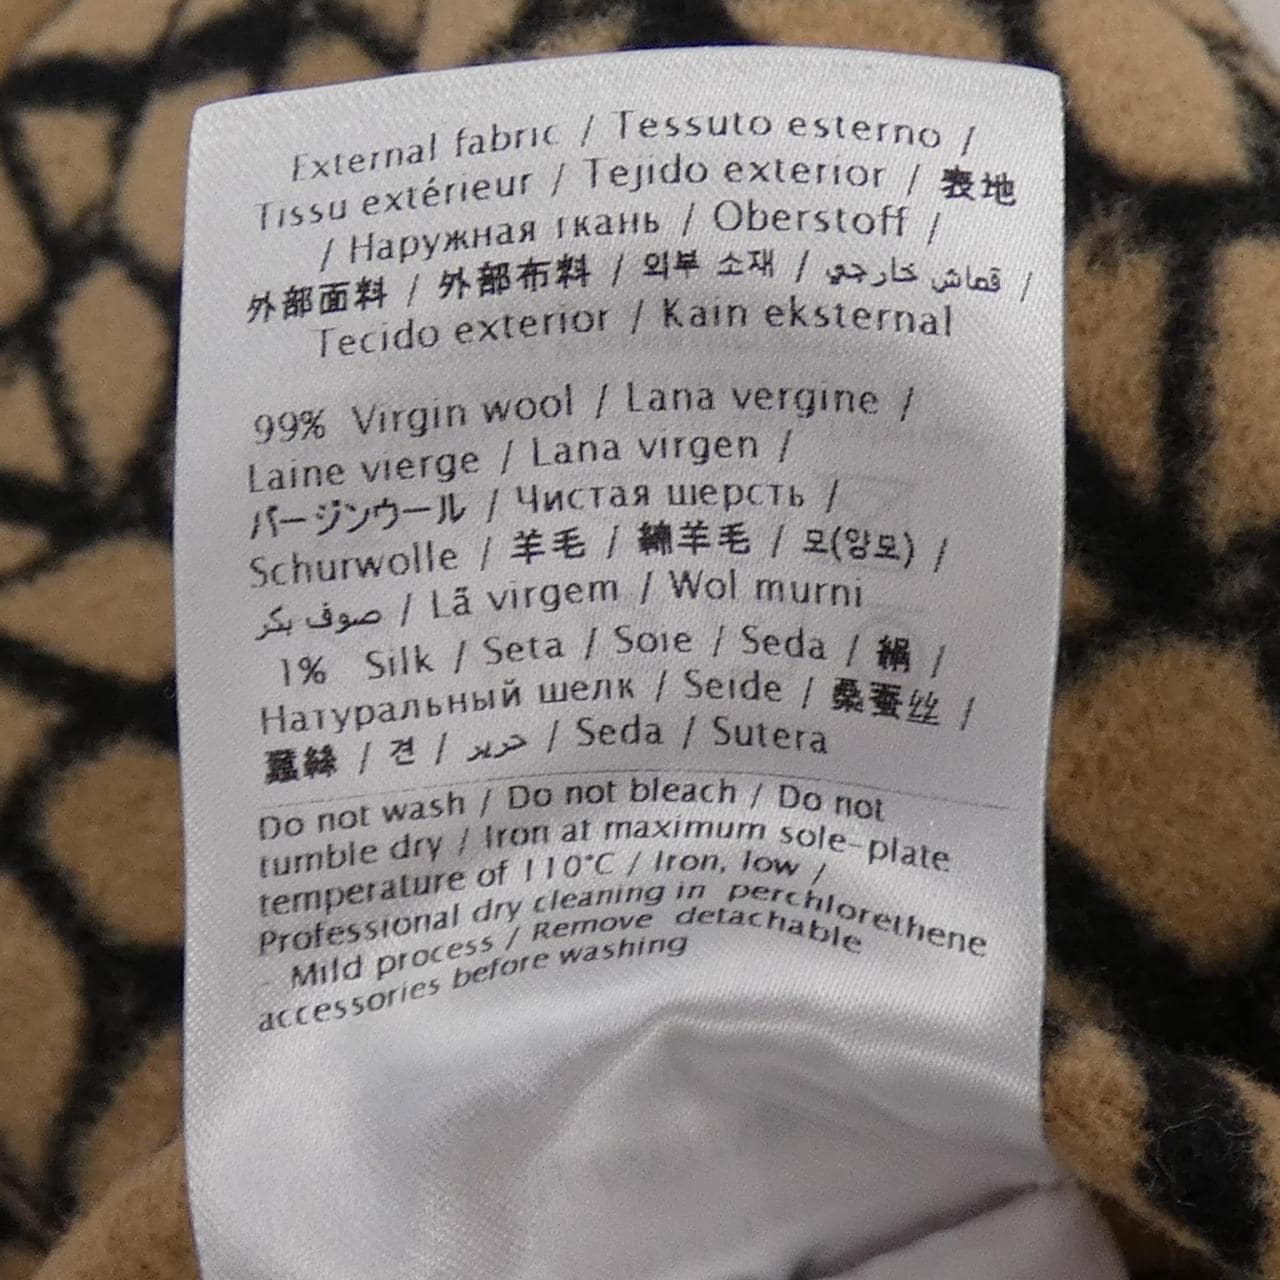 External fabric / Tessuto esterno /
Tissu extérieur / Tejido exterior / 表地
/ Наружная ткань / Oberstoff /
外部面料 / 外部布料 / 외부 소재 / قماش خارجي /
Tecido exterior / Kain eksternal
99% Virgin wool / Lana vergine /
Laine vierge / Lana virgen /
バージンウール / Чистая шерсть /
Schurwolle / 羊毛 / 綿羊毛 / 모(양모) /
صوف بكر / Lã virgem / Wol murni
1% Silk / Seta / Soie / Seda / 絹 /
Натуральный шелк / Seide / 桑蚕丝 /
蠶絲 / 견 / حرير / Seda / Sutera
Do not wash / Do not bleach / Do not
tumble dry / Iron at maximum sole-plate
temperature of 110°C / Iron, low /
Professional dry cleaning in perchlorethene
- Mild process / Remove detachable
accessories before washing